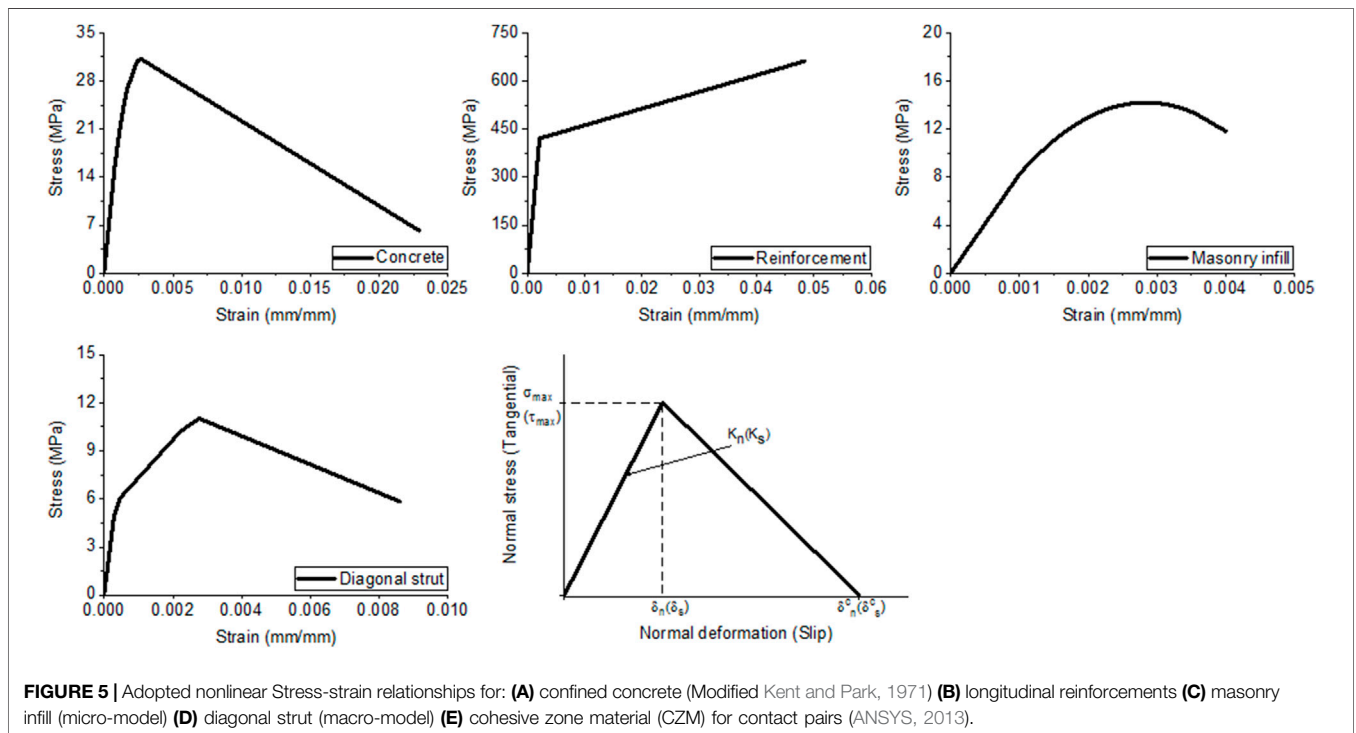 35
28
21
14
7
0
Stress (MPa)
0.000 0.005 0.010 0.015 0.020 0.025
Strain (mm/mm)
Concrete
750
600
450
300
150
0
Stress (MPa)
0.00 0.01 0.02 0.03 0.04 0.05 0.06
Strain (mm/mm)
Reinforcement
20
16
12
8
4
0
Stress (MPa)
0.000 0.001 0.002 0.003 0.004 0.005
Strain (mm/mm)
Masonry infill
15
12
9
6
3
0
Stress (MPa)
0.000 0.002 0.004 0.006 0.008 0.010
Strain (mm/mm)
Diagonal strut
Normal stress (Tangential)
σmax
(τmax)
Kn(Ks)
δn(δs)
δcn(δcs)
Normal deformation (Slip)
FIGURE 5 | Adopted nonlinear Stress-strain relationships for: (A) confined concrete (Modified Kent and Park, 1971) (B) longitudinal reinforcements (C) masonry
infill (micro-model) (D) diagonal strut (macro-model) (E) cohesive zone material (CZM) for contact pairs (ANSYS, 2013).